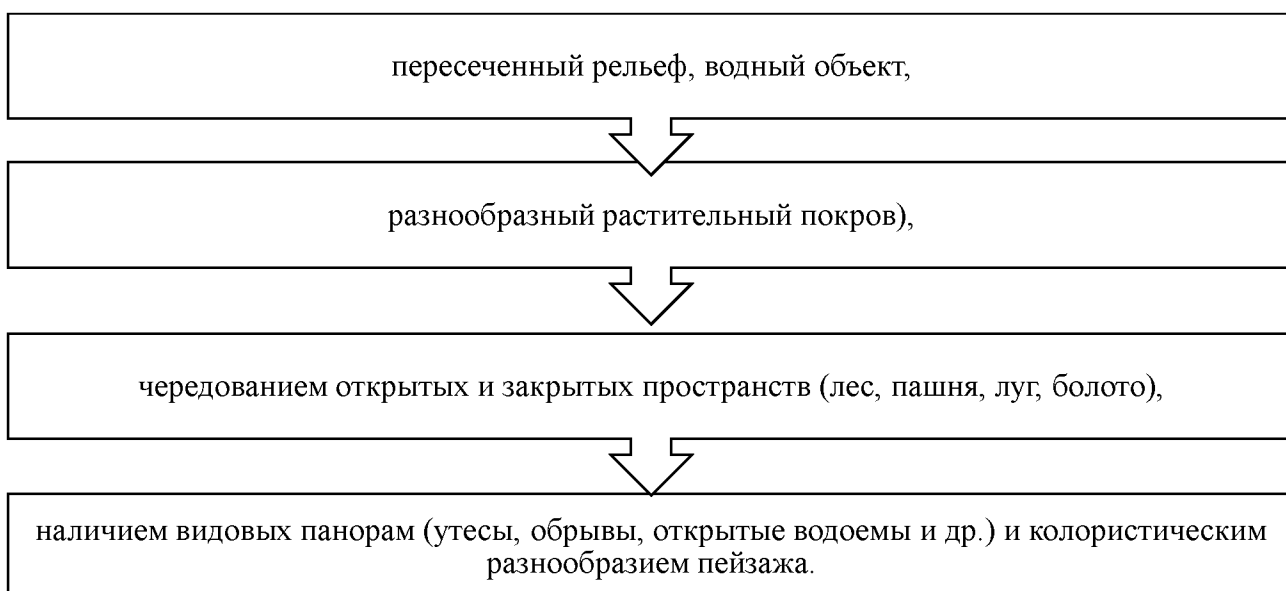 пересеченный рельеф, водный объект,
разнообразный растительный покров),
чередованием открытых и закрытых пространств (лес, пашня, луг, болото),
наличием видовых панорам (утесы, обрывы, открытые водоемы и др.) и колористическим
разнообразием пейзажа.